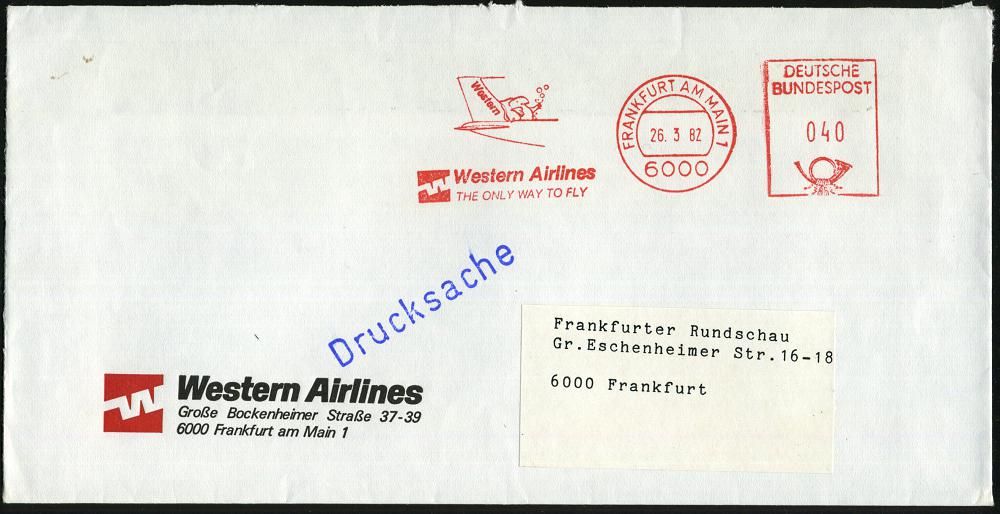 Western
Western Airlines
THE ONLY WAY TO FLY
FRANKFURT AM MAIN 1
26. 3 82
6000
DEUTSCHE
BUNDESPOST
040
Drucksache
Western Airlines
Große Bockenheimer Straße 37-39
6000 Frankfurt am Main 1
Frankfurter Rundschau
Gr.Eschenheimer Str.16-18
6000 Frankfurt